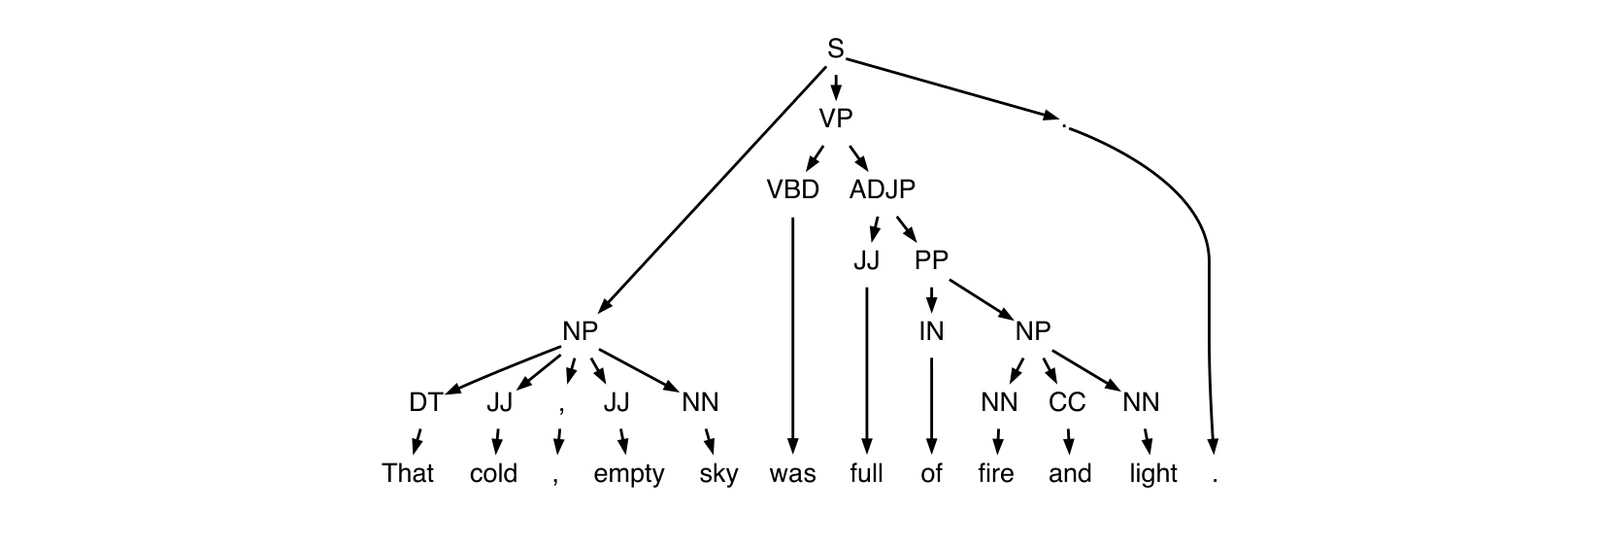 S
VP .
VBD ADJP
JJ PP
NP IN NP
DT JJ , JJ NN NN CC NN
That cold , empty sky was full of fire and light .